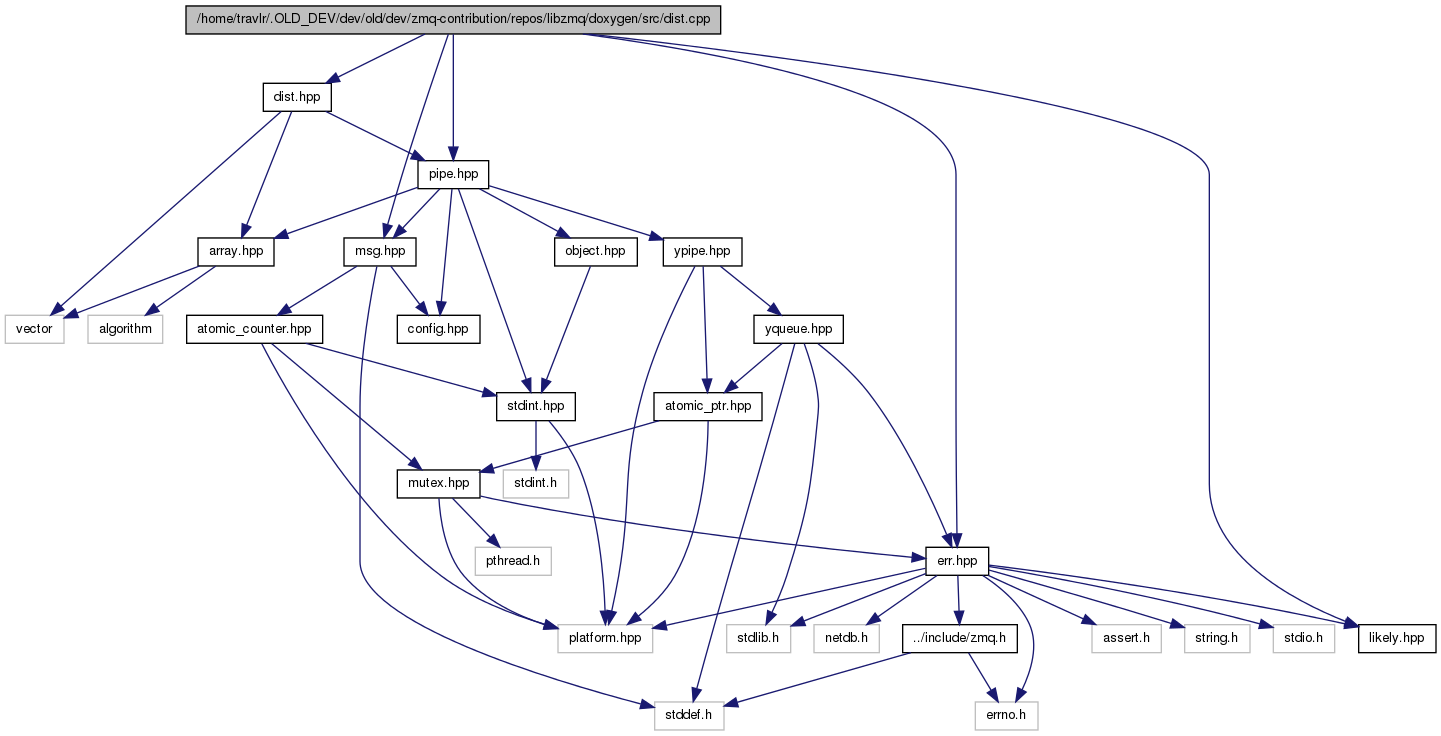 /home/travlr/.OLD_DEV/dev/old/dev/zmq-contribution/repos/libzmq/doxygen/src/dist.cpp
dist.hpp
pipe.hpp
array.hpp
msg.hpp
object.hpp
ypipe.hpp
vector
algorithm
atomic_counter.hpp
config.hpp
yqueue.hpp
stdint.hpp
atomic_ptr.hpp
mutex.hpp
stdint.h
pthread.h
err.hpp
platform.hpp
stdlib.h
netdb.h
../include/zmq.h
assert.h
string.h
stdio.h
likely.hpp
stddef.h
errno.h